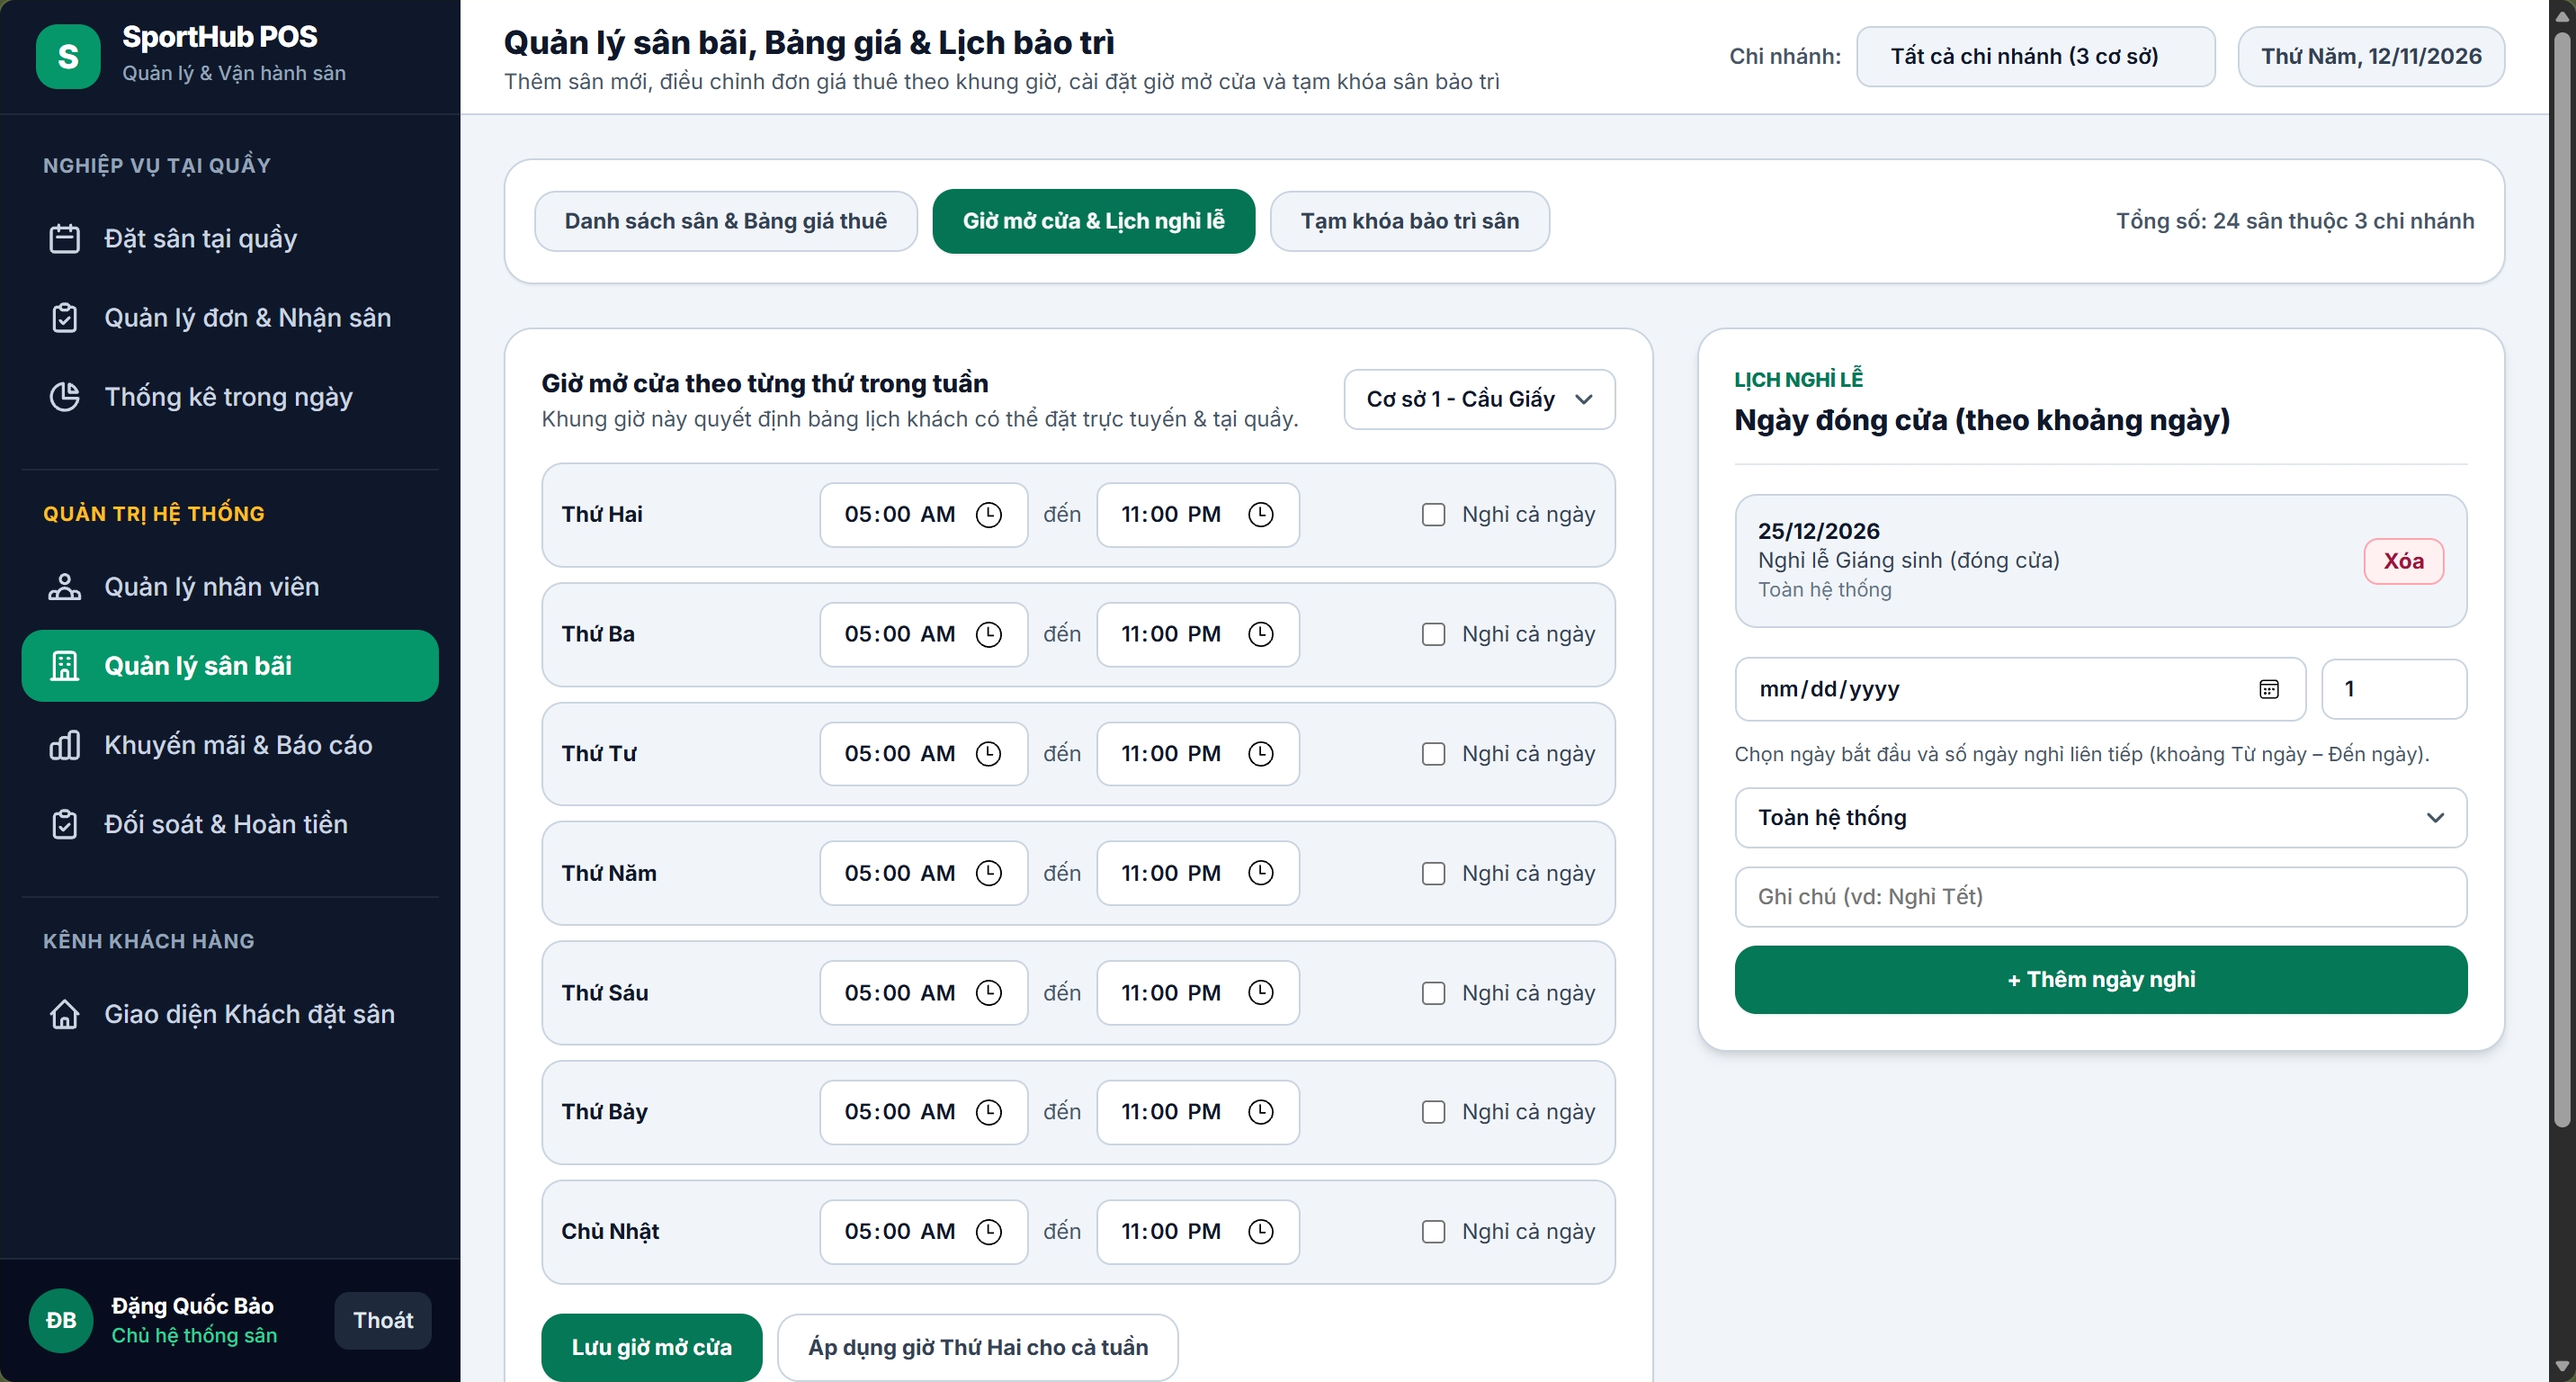 S
SportHub POS
Quản lý & Vận hành sân
NGHIỆP VỤ TẠI QUẦY
Đặt sân tại quầy
Quản lý đơn & Nhận sân
Thống kê trong ngày
QUẢN TRỊ HỆ THỐNG
Quản lý nhân viên
Quản lý sân bãi
Khuyến mãi & Báo cáo
Đối soát & Hoàn tiền
KÊNH KHÁCH HÀNG
Giao diện Khách đặt sân
ĐB
Đặng Quốc Bảo
Chủ hệ thống sân
Thoát
Quản lý sân bãi, Bảng giá & Lịch bảo trì
Thêm sân mới, điều chỉnh đơn giá thuê theo khung giờ, cài đặt giờ mở cửa và tạm khóa sân bảo trì
Chi nhánh:
Tất cả chi nhánh (3 cơ sở)
Thứ Năm, 12/11/2026
Danh sách sân & Bảng giá thuê
Giờ mở cửa & Lịch nghỉ lễ
Tạm khóa bảo trì sân
Tổng số: 24 sân thuộc 3 chi nhánh
Giờ mở cửa theo từng thứ trong tuần
Khung giờ này quyết định bảng lịch khách có thể đặt trực tuyến & tại quầy.
Cơ sở 1 - Cầu Giấy
Thứ Hai 05:00 AM đến 11:00 PM Nghỉ cả ngày
Thứ Ba 05:00 AM đến 11:00 PM Nghỉ cả ngày
Thứ Tư 05:00 AM đến 11:00 PM Nghỉ cả ngày
Thứ Năm 05:00 AM đến 11:00 PM Nghỉ cả ngày
Thứ Sáu 05:00 AM đến 11:00 PM Nghỉ cả ngày
Thứ Bảy 05:00 AM đến 11:00 PM Nghỉ cả ngày
Chủ Nhật 05:00 AM đến 11:00 PM Nghỉ cả ngày
Lưu giờ mở cửa
Áp dụng giờ Thứ Hai cho cả tuần
LỊCH NGHỈ LỄ
Ngày đóng cửa (theo khoảng ngày)
25/12/2026
Nghỉ lễ Giáng sinh (đóng cửa)
Toàn hệ thống
Xóa
mm/dd/yyyy
1
Chọn ngày bắt đầu và số ngày nghỉ liên tiếp (khoảng Từ ngày – Đến ngày).
Toàn hệ thống
Ghi chú (vd: Nghỉ Tết)
+ Thêm ngày nghỉ